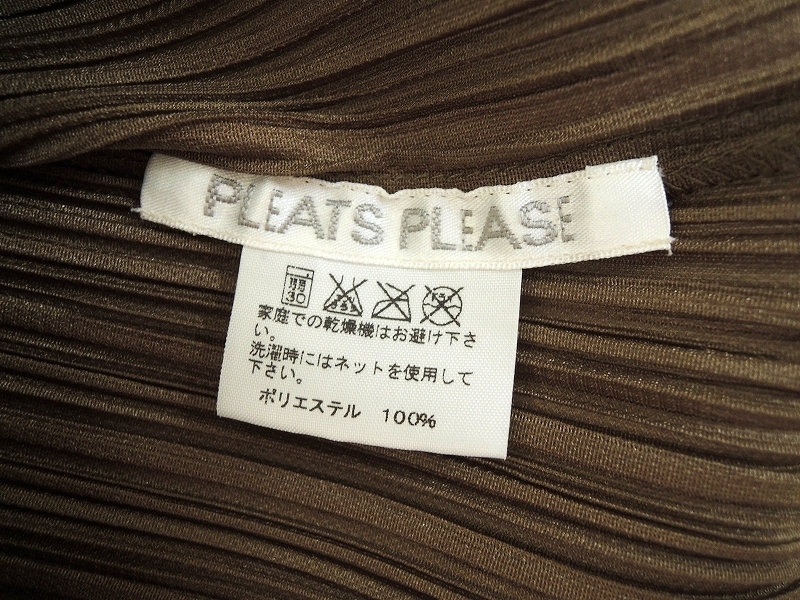 PLEATS PLEASE
弱
30
家庭での乾燥機はお避け下さ
い。
洗濯時にはネットを使用して
下さい。
ポリエステル 100%